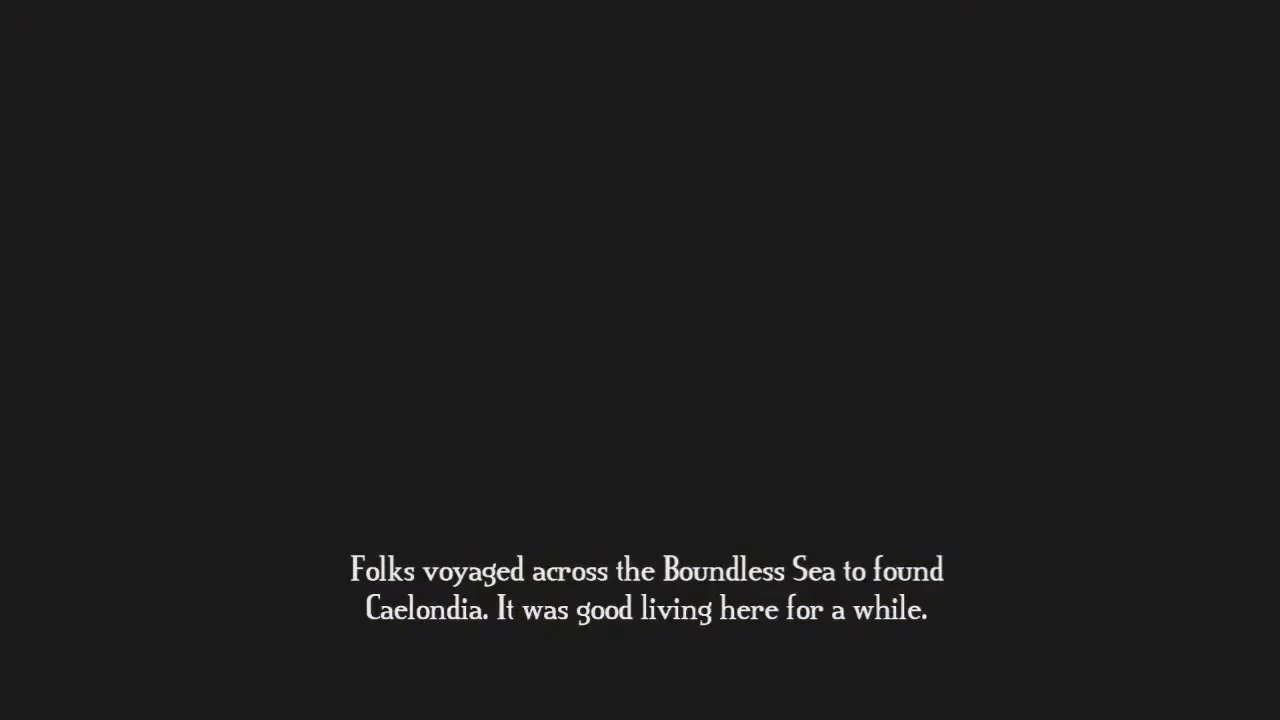 Folks voyaged across the Boundless Sea to found
Caelondia. It was good living here for a while.